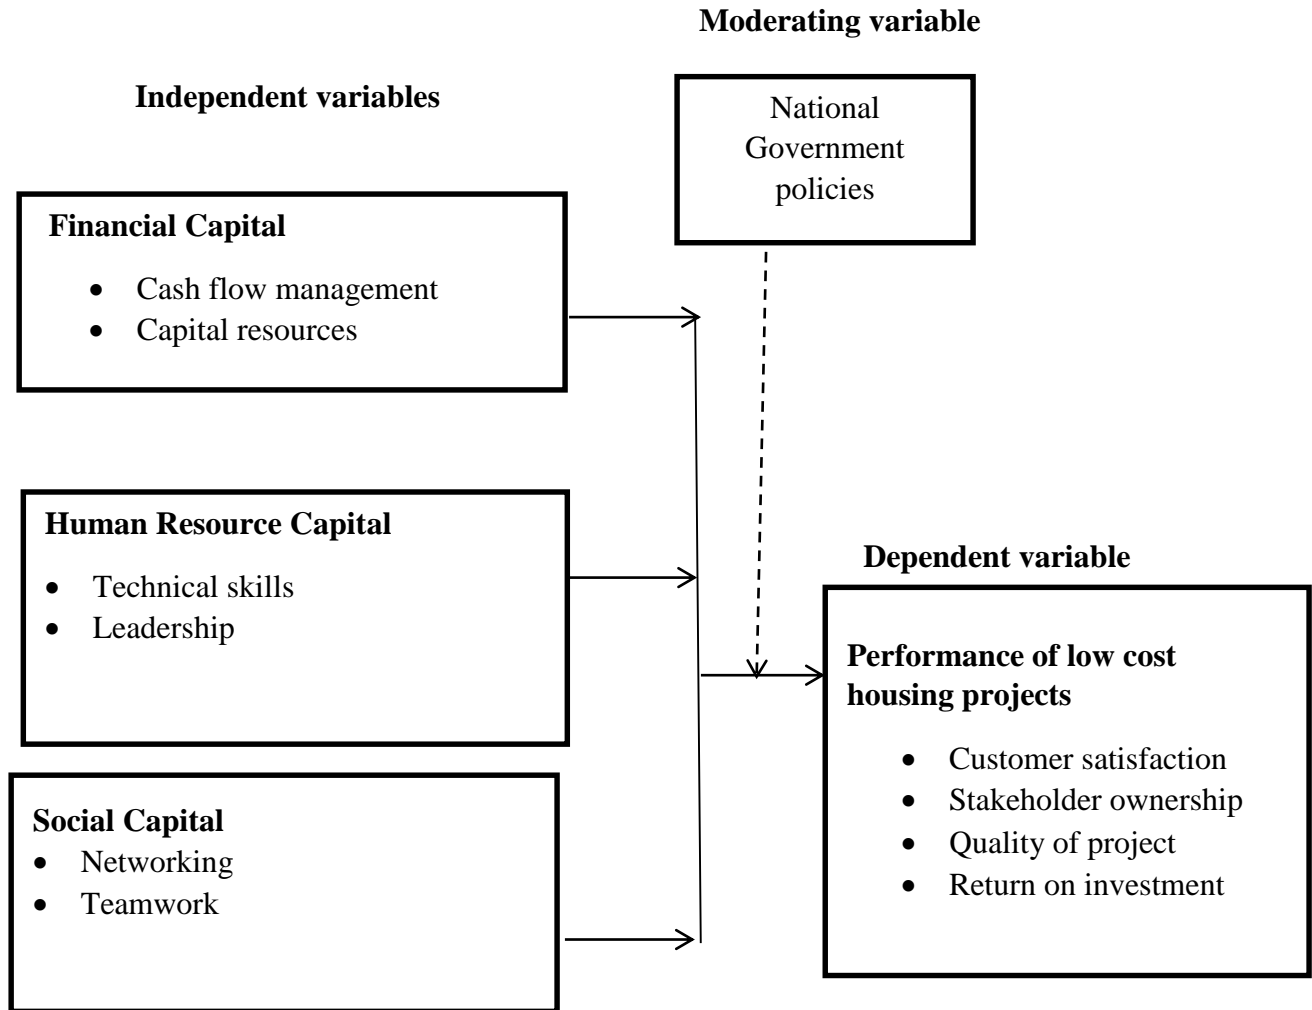 Moderating variable
Independent variables
National
Government
policies
Financial Capital
• Cash flow management
• Capital resources
Human Resource Capital
• Technical skills
• Leadership
Social Capital
• Networking
• Teamwork
Dependent variable
Performance of low cost
housing projects
• Customer satisfaction
• Stakeholder ownership
• Quality of project
• Return on investment